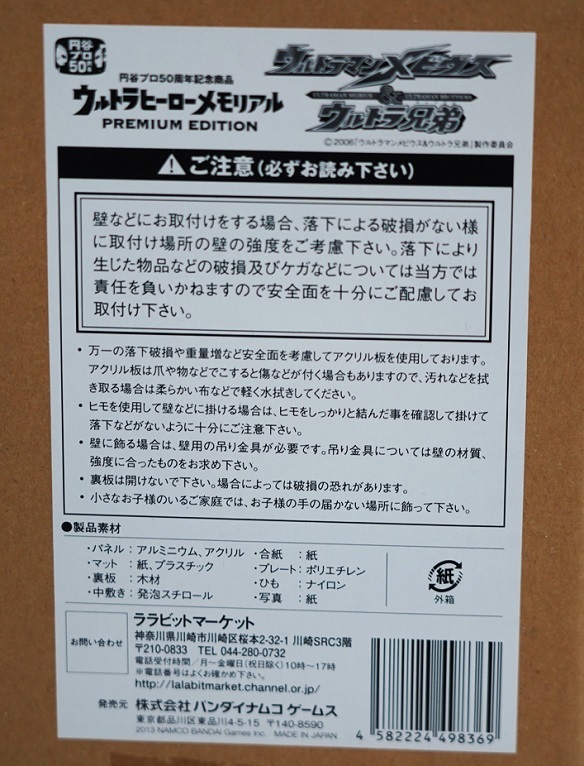 円谷
プロ
50周年
円谷プロ50周年記念商品
ウルトラヒーローメモリアル
PREMIUM EDITION
ウルトラマンメビウス
ULTRAMAN MEBIUS & ULTRAMAN BROTHERS
ウルトラ兄弟
©2006「ウルトラマンメビウス&ウルトラ兄弟」製作委員会
ご注意(必ずお読み下さい)
壁などにお取付けをする場合、落下による破損がない様
に取付け場所の壁の強度をご考慮下さい。落下により
生じた物品などの破損及びケガなどについては当方では
責任を負いかねますので安全面を十分にご配慮してお
取付け下さい。
・万一の落下破損や重量増など安全面を考慮してアクリル板を使用しております。
アクリル板は爪や物などでこすると傷などが付く場合もありますので、汚れなどを拭
き取る場合は柔らかい布などで軽く水拭きしてください。
・ヒモを使用して壁などに掛ける場合は、ヒモをしっかりと結んだ事を確認して掛けて
落下などがないように十分にご注意下さい。
・壁に飾る場合は、壁用の吊り金具が必要です。吊り金具については壁の材質、
強度に合ったものをお求め下さい。
・裏板は開けないで下さい。場合によっては破損の恐れがあります。
・小さなお子様のいるご家庭では、お子様の手の届かない場所に飾って下さい。
●製品素材
・パネル：アルミニウム、アクリル
・マット：紙、プラスチック
・裏板：木材
・中敷き：発泡スチロール
・合紙：紙
・プレート：ポリエチレン
・ひも：ナイロン
・写真：紙
紙
外箱
お問い合わせ
ララビットマーケット
神奈川県川崎市川崎区桜本2-32-1 川崎SRC3階
〒210-0833 TEL 044-280-0732
電話受付時間／月〜金曜日(祝日除く)10時〜17時
※電話番号はよくお確かめ下さい。
http://lalabitmarket.channel.or.jp/
発売元 株式会社 バンダイナムコ ゲームス
東京都品川区東品川4-5-15 〒140-8590
2013 NAMCO BANDAI Games Inc. MADE IN JAPAN
4 582224 498369